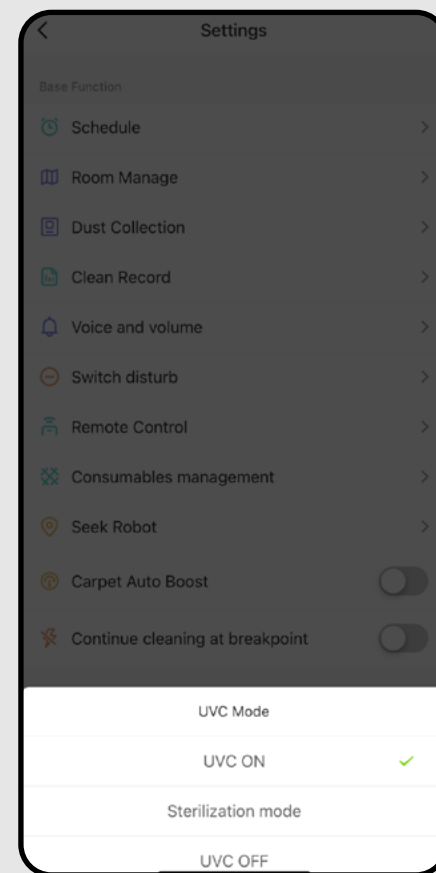 Settings
Base Function
Schedule
Room Manage
Dust Collection
Clean Record
Voice and volume
Switch disturb
Remote Control
Consumables management
Seek Robot
Carpet Auto Boost
Continue cleaning at breakpoint
UVC Mode
UVC ON
Sterilization mode
UVC OFF